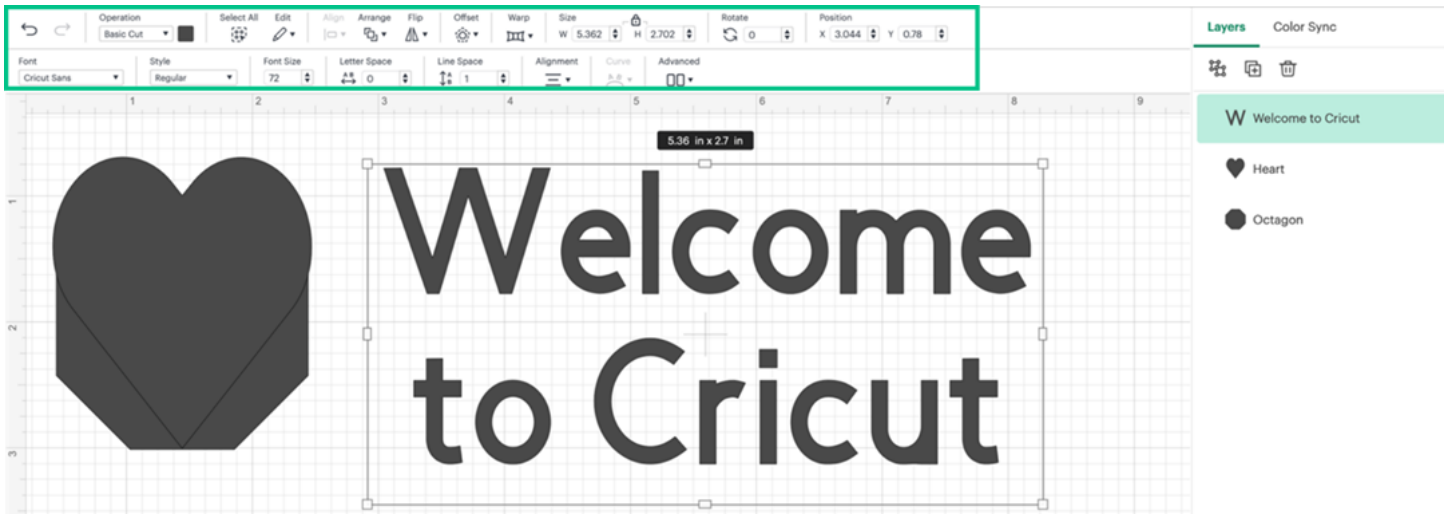 Operation Select All Edit Align Arrange Flip Offset Warp Size Rotate Position
Basic Cut W 5.362 H 2.702 0 X 3.044 Y 0.78
Font Style Font Size Letter Space Line Space Alignment Curve Advanced
Cricut Sans Regular 72 0 1
1 2 3 4 5 6 7 8 9
5.36 in x 2.7 in
Welcome
to Cricut
1
2
3
Layers Color Sync
W Welcome to Cricut
Heart
Octagon